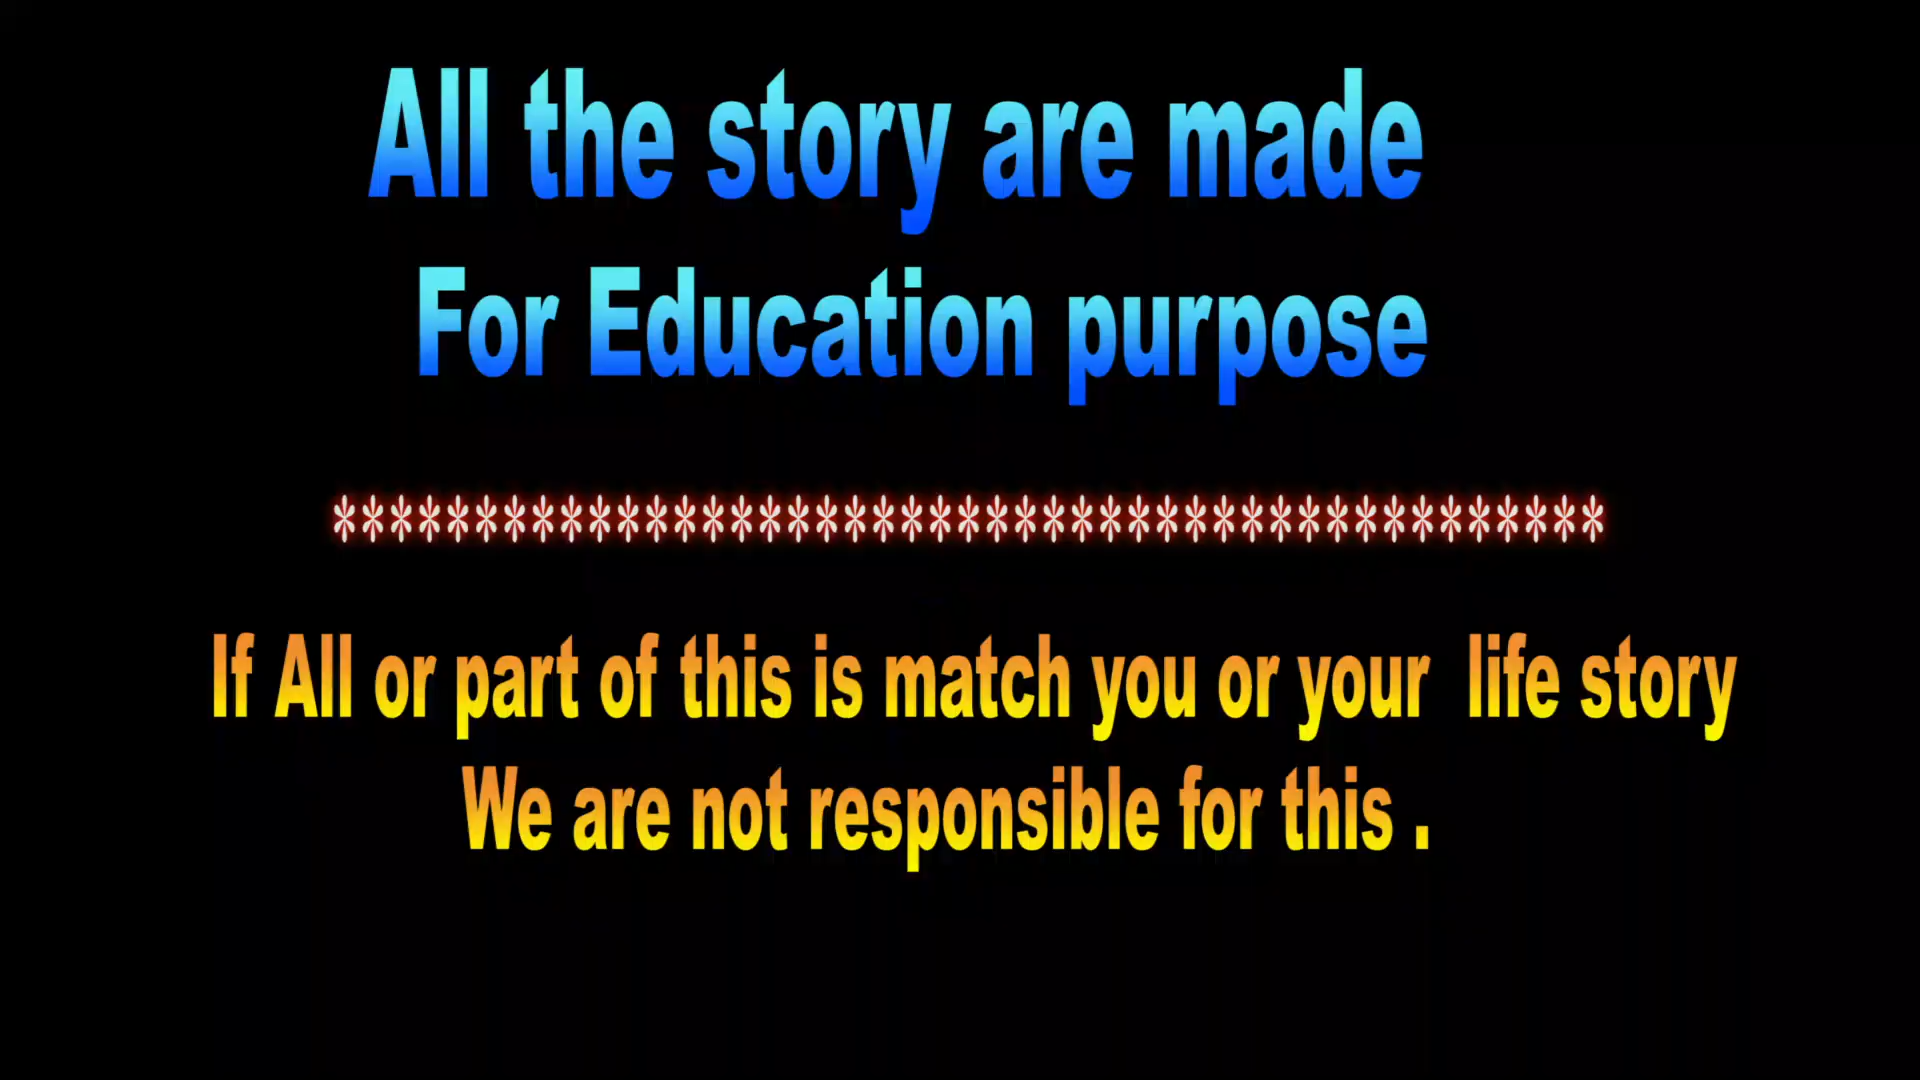 All the story are made
For Education purpose
*********************************************
If All or part of this is match you or your  life story
We are not responsible for this .